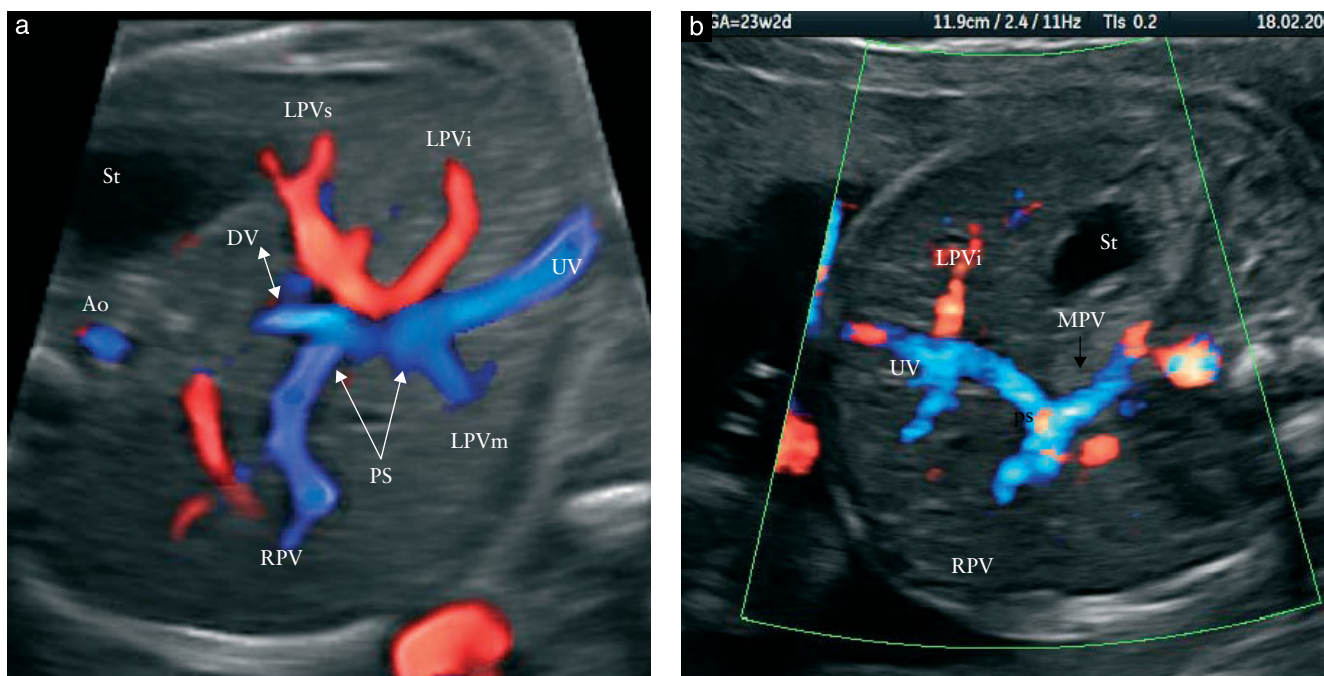 a
LPVs
LPVi
St
DV
UV
Ao
LPVm
PS
RPV
b
GA=23w2d 11.9cm / 2.4 / 11Hz TIs 0.2 18.02.20
St
LPVi
MPV
UV
ps
RPV